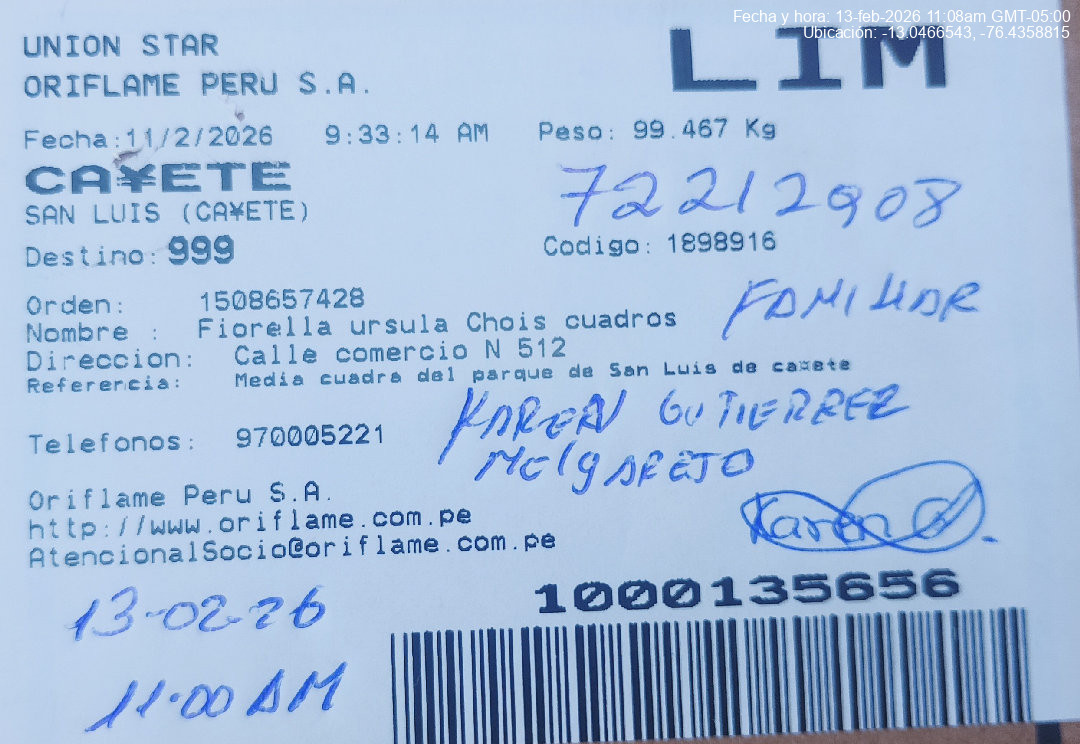 Fecha y hora: 13-feb-2026 11:08am GMT-05:00
Ubicación: -13.0466543, -76.4358815
LIM
UNION STAR
ORIFLAME PERU S.A.
Fecha:11/2/2026 9:33:14 AM Peso: 99.467 Kg
CA¥ETE
72212908
SAN LUIS (CA¥ETE)
Destino: 999 Codigo: 1898916
Orden: 1508657428
FAMILIAR
Nombre : Fiorella ursula Chois cuadros
Direccion: Calle comercio N 512
Referencia: Media cuadra del parque de San Luis de ca¥ete
KAREN GUTIERREZ
Telefonos: 970005221
MElgAREJO
Oriflame Peru S.A.
Karen G
http://www.oriflame.com.pe
AtencionalSocio@oriflame.com.pe
1000135656
13-02-26
11:00 AM